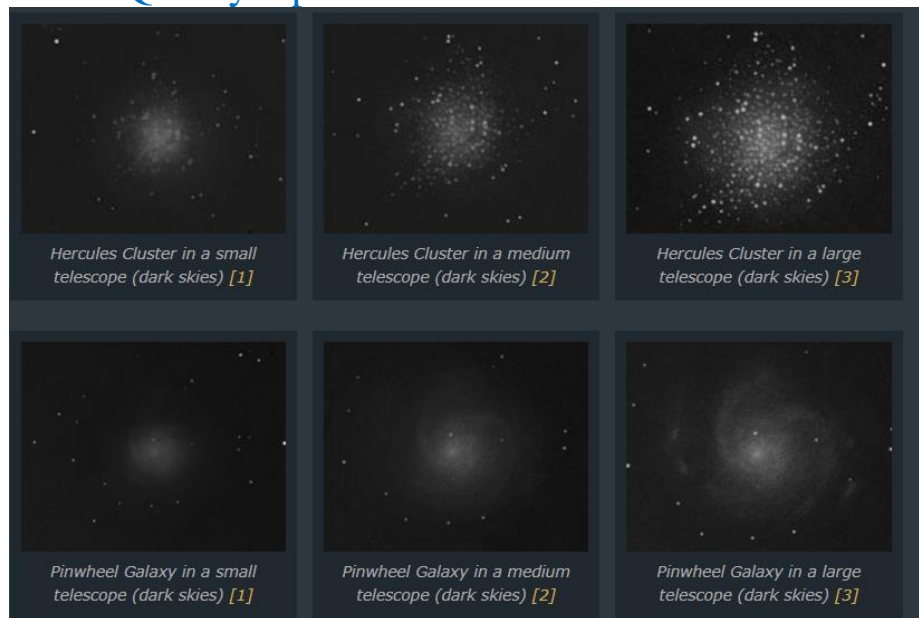 Hercules Cluster in a small
telescope (dark skies) [1]
Hercules Cluster in a medium
telescope (dark skies) [2]
Hercules Cluster in a large
telescope (dark skies) [3]
Pinwheel Galaxy in a small
telescope (dark skies) [1]
Pinwheel Galaxy in a medium
telescope (dark skies) [2]
Pinwheel Galaxy in a large
telescope (dark skies) [3]